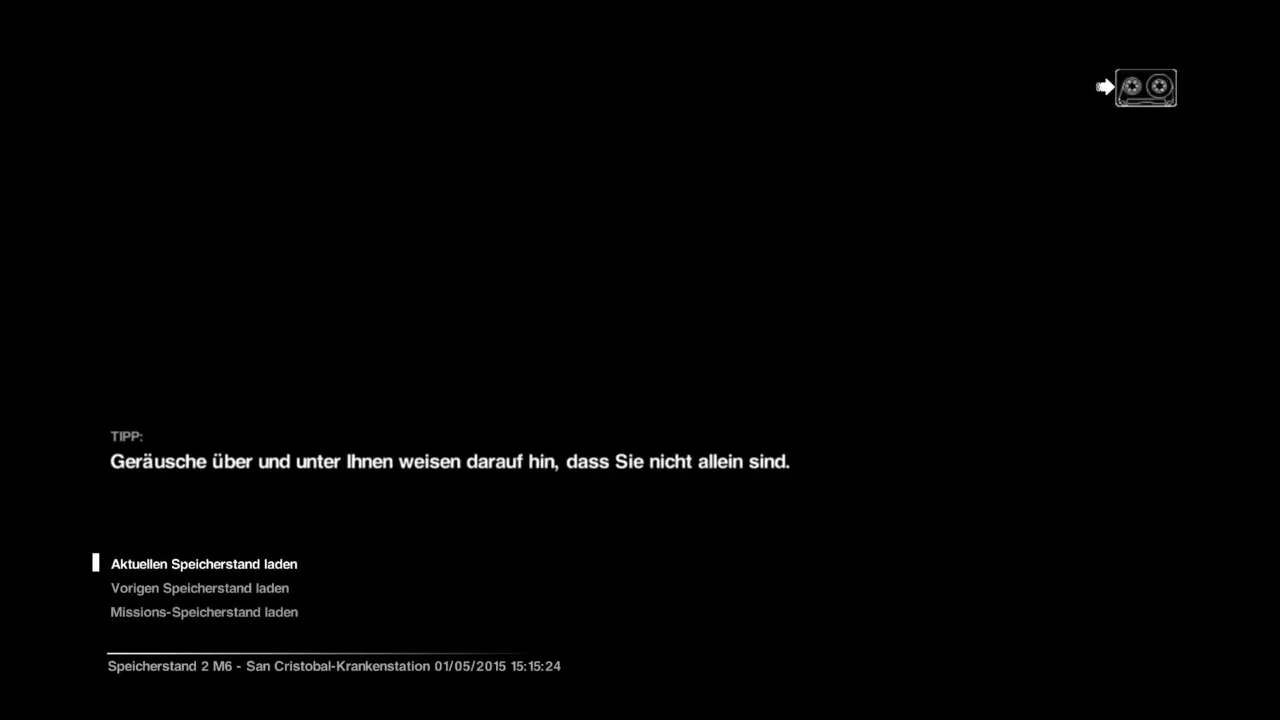 TIPP:
Geräusche über und unter Ihnen weisen darauf hin, dass Sie nicht allein sind.
Aktuellen Speicherstand laden
Vorigen Speicherstand laden
Missions-Speicherstand laden
Speicherstand 2 M6 - San Cristobal-Krankenstation 01/05/2015 15:15:24